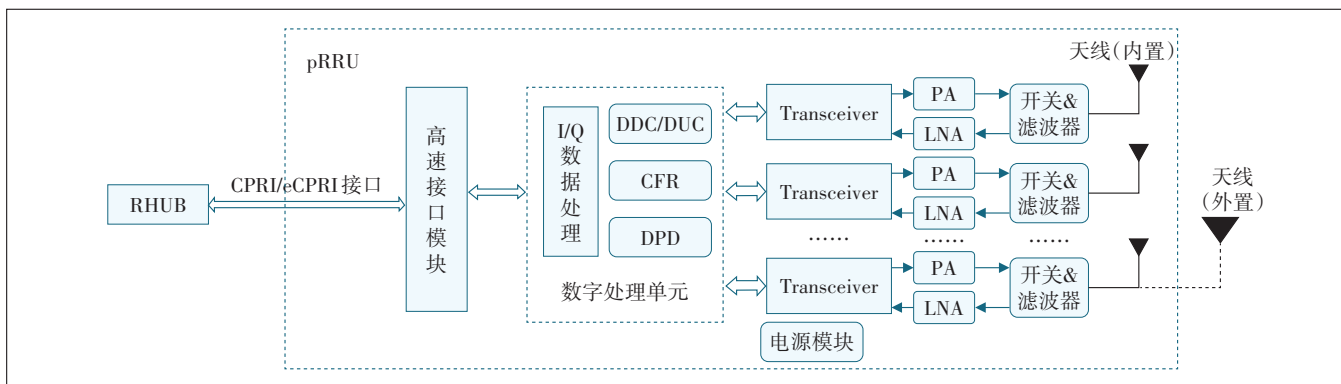 pRRU
天线(内置)
RHUB
CPRI/eCPRI接口
高速接口模块
I/Q数据处理
DDC/DUC
CFR
DPD
数字处理单元
Transceiver
PA
LNA
开关&
滤波器
Transceiver
PA
LNA
开关&
滤波器
……
……
……
Transceiver
PA
LNA
开关&
滤波器
电源模块
天线
(外置)